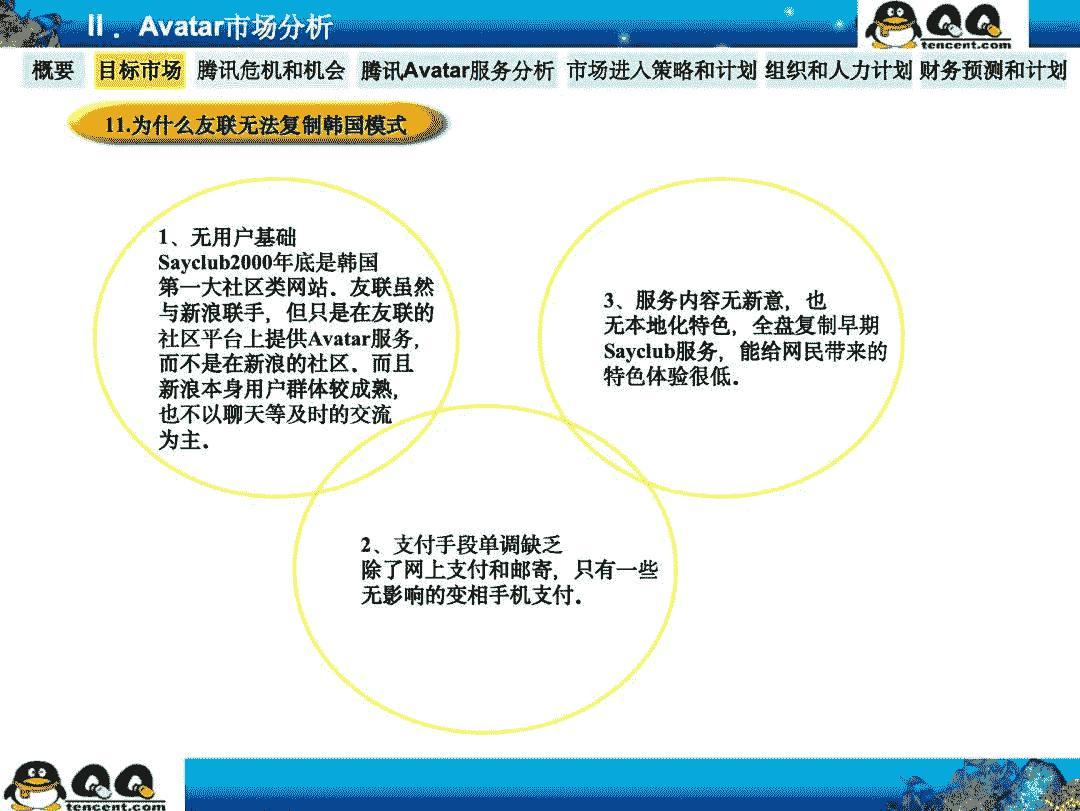 II．Avatar市场分析
QQ
tencent.com
概要 目标市场 腾讯危机和机会 腾讯Avatar服务分析 市场进入策略和计划 组织和人力计划 财务预测和计划
11.为什么友联无法复制韩国模式
1、无用户基础
Sayclub2000年底是韩国
第一大社区类网站．友联虽然
与新浪联手，但只是在友联的
社区平台上提供Avatar服务，
而不是在新浪的社区．而且
新浪本身用户群体较成熟，
也不以聊天等及时的交流
为主．
3、服务内容无新意，也
无本地化特色，全盘复制早期
Sayclub服务，能给网民带来的
特色体验很低．
2、支付手段单调缺乏
除了网上支付和邮寄，只有一些
无影响的变相手机支付．
QQ
tencent.com